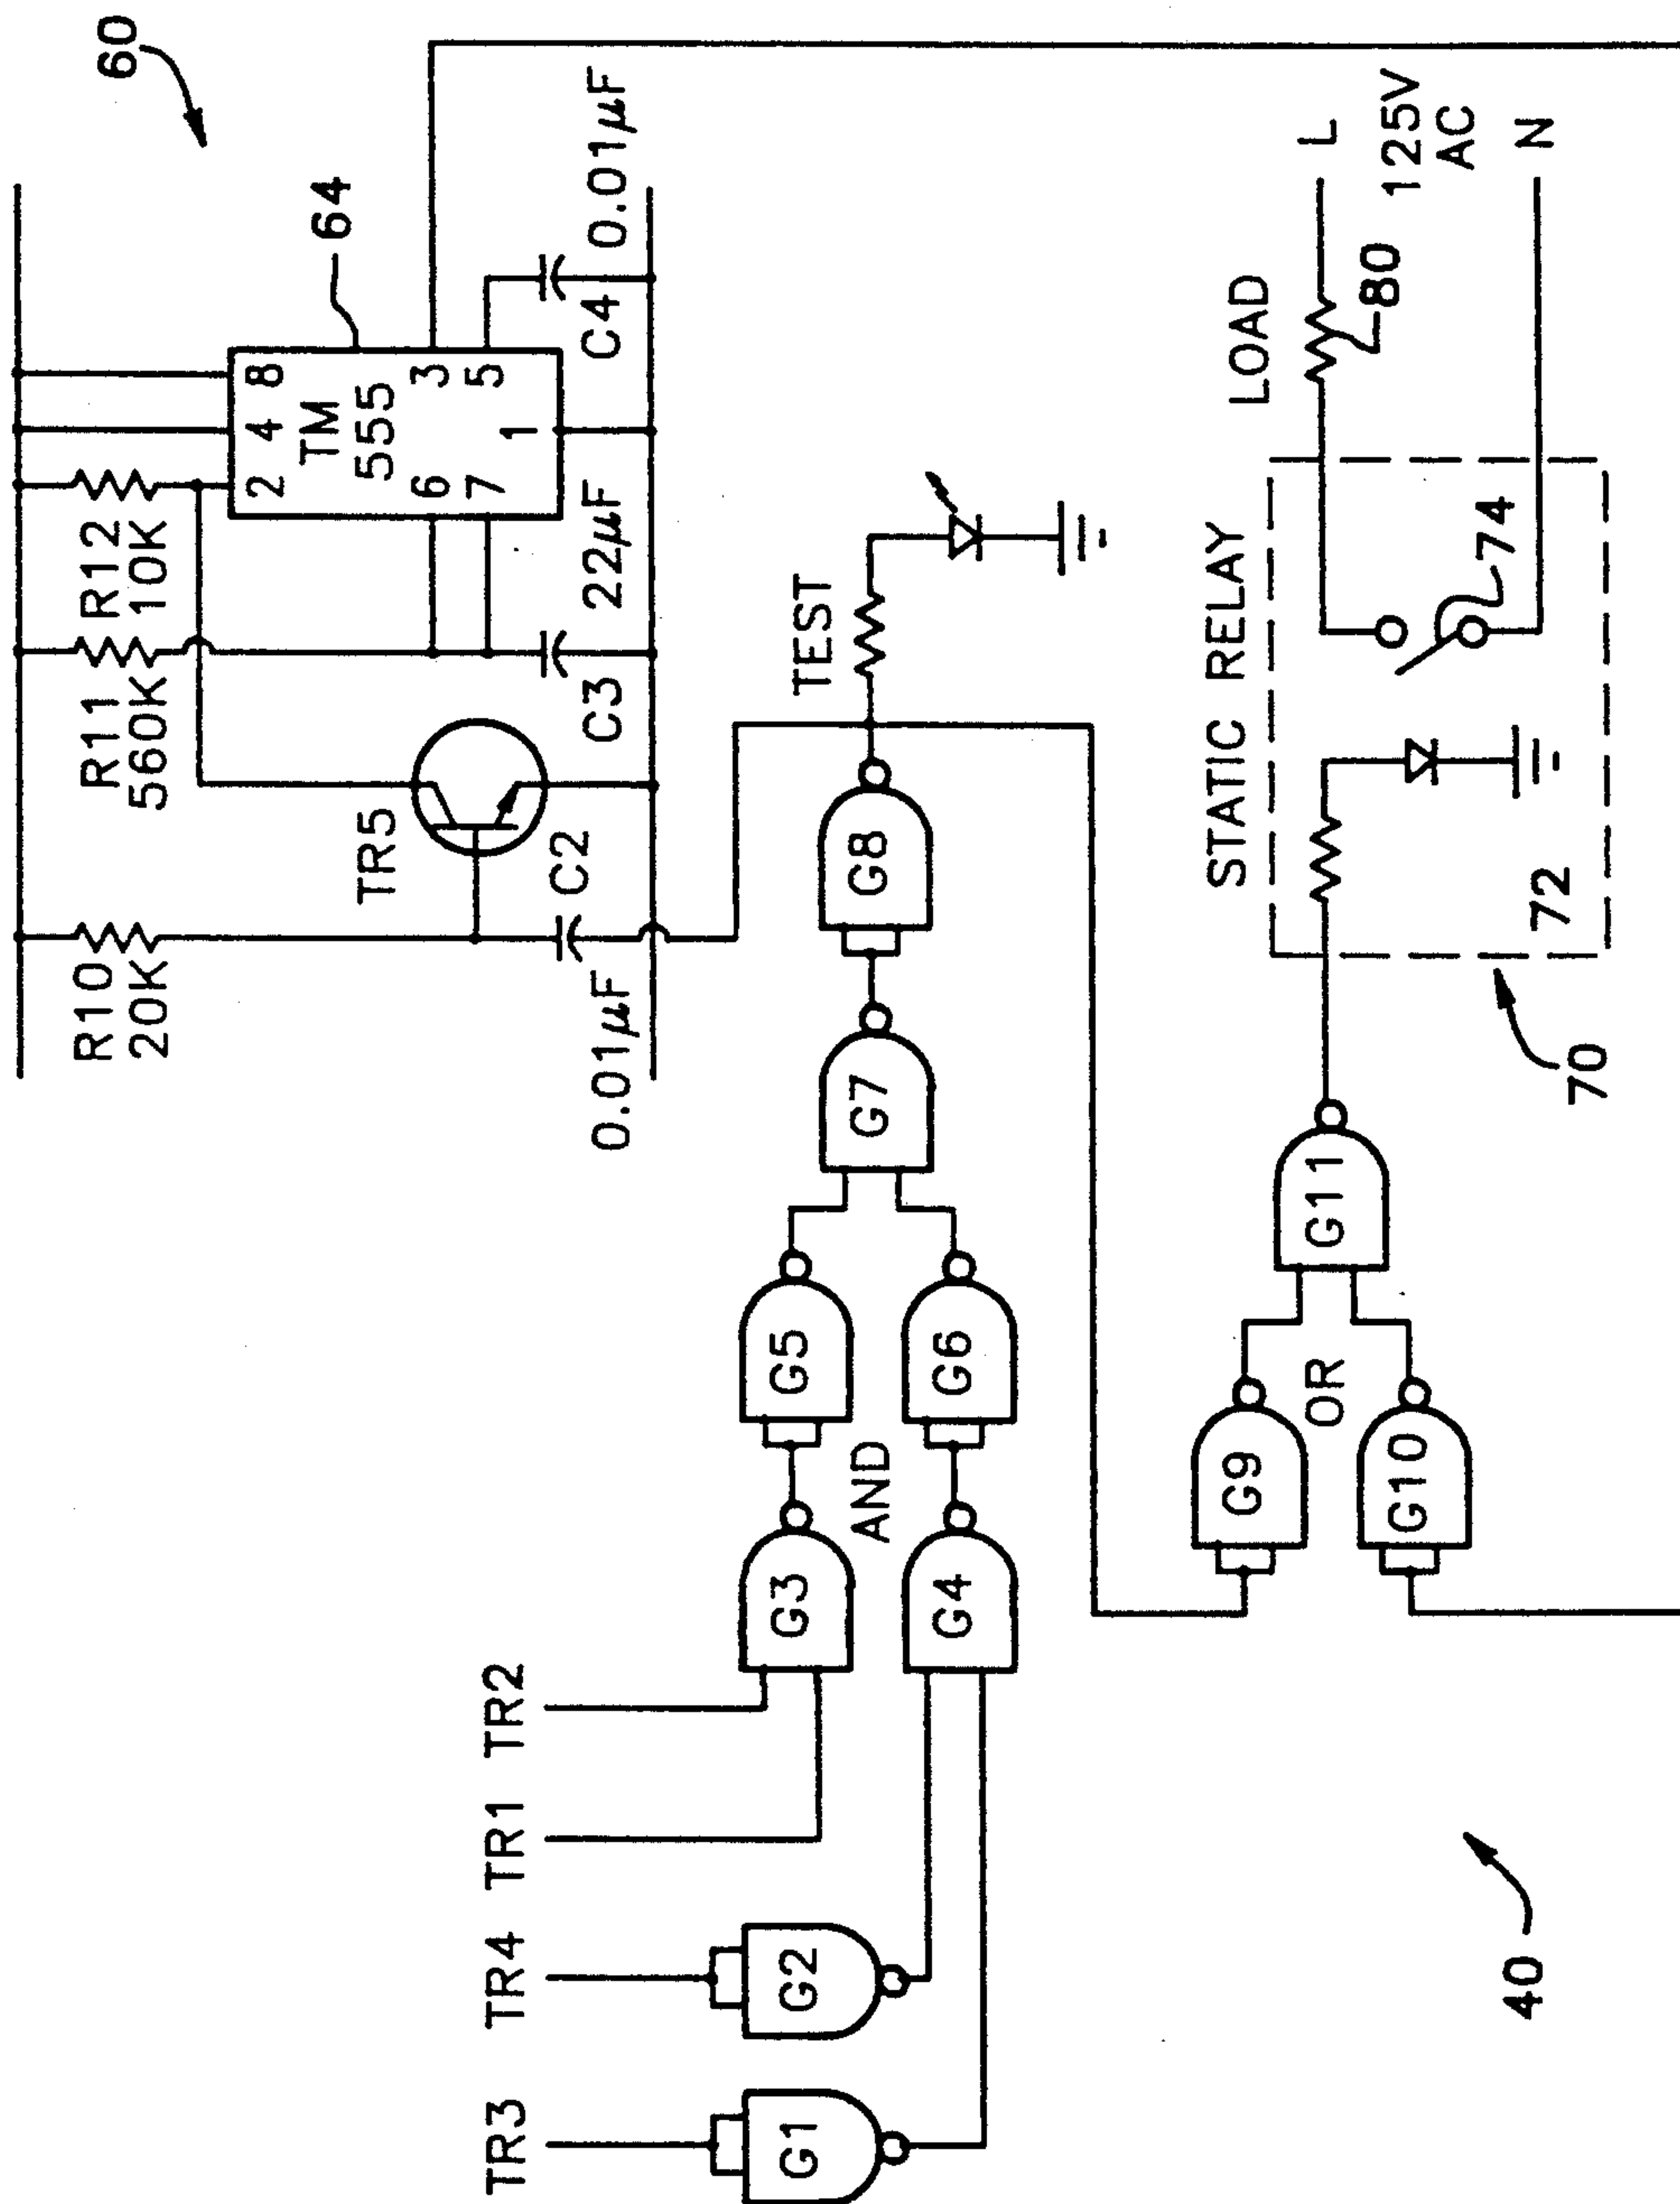 60
R10
20K
R11
560K
R12
10K
2 4 8
TM
555
6 3
7 5
1
64
TR5
C2
0.01µF
C3
22µF
C4
0.01µF
TR3
TR4
TR1
TR2
G1
G2
G3
G4
AND
G5
G6
G7
G8
TEST
G9
OR
G10
G11
STATIC RELAY
72
74
70
LOAD
80
L
125V
AC
N
40